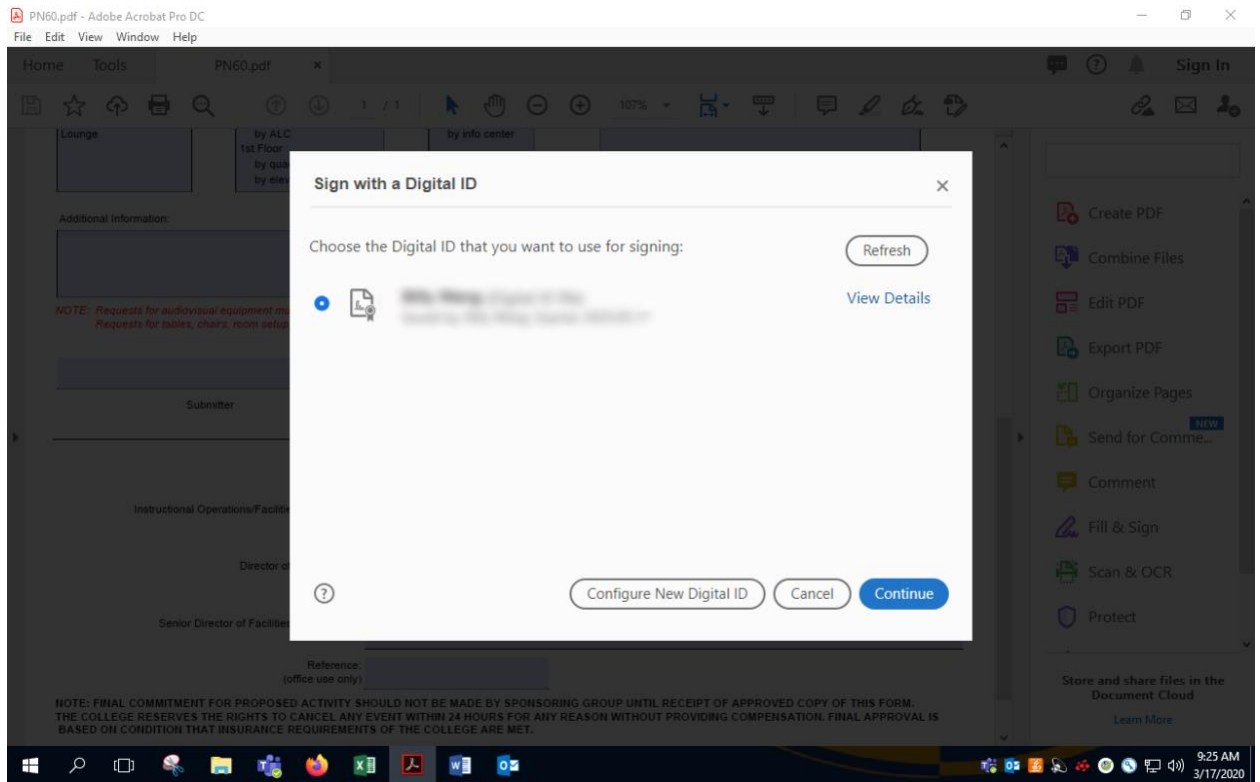 PN60.pdf - Adobe Acrobat Pro DC
File Edit View Window Help
Home Tools PN60.pdf × Sign In
1 / 1 107%
Lounge by ALC by info center
1st Floor
by qua
by elev
Sign with a Digital ID
Additional Information:
Choose the Digital ID that you want to use for signing: Refresh
View Details
NOTE: Requests for audiovisual equipment mu
Requests for tables, chairs, room setup
Submitter
Instructional Operations/Facilitie
Director of
Senior Director of Facilities
Configure New Digital ID Cancel Continue
Reference:
(office use only)
NOTE: FINAL COMMITMENT FOR PROPOSED ACTIVITY SHOULD NOT BE MADE BY SPONSORING GROUP UNTIL RECEIPT OF APPROVED COPY OF THIS FORM.
THE COLLEGE RESERVES THE RIGHTS TO CANCEL ANY EVENT WITHIN 24 HOURS FOR ANY REASON WITHOUT PROVIDING COMPENSATION. FINAL APPROVAL IS
BASED ON CONDITION THAT INSURANCE REQUIREMENTS OF THE COLLEGE ARE MET.
Create PDF
Combine Files
Edit PDF
Export PDF
Organize Pages
NEW
Send for Comme...
Comment
Fill & Sign
Scan & OCR
Protect
Store and share files in the
Document Cloud
Learn More
9:25 AM
3/17/2020